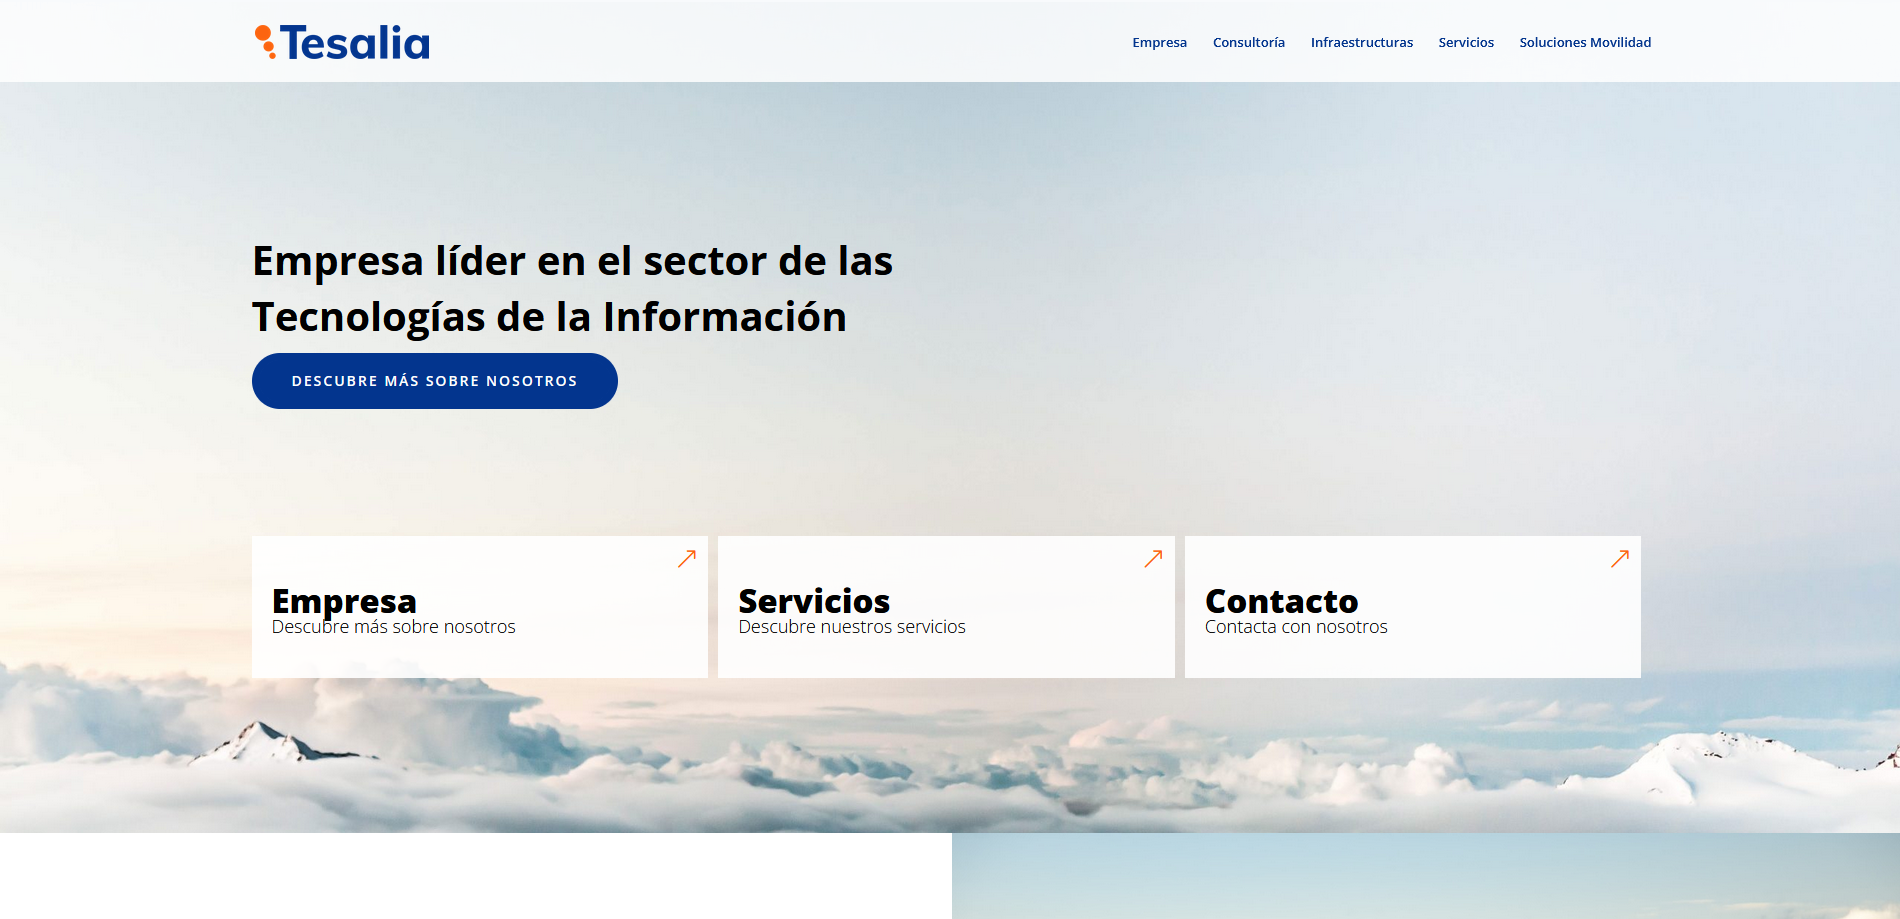 Tesalia
Empresa Consultoría Infraestructuras Servicios Soluciones Movilidad
Empresa líder en el sector de las
Tecnologías de la Información
DESCUBRE MÁS SOBRE NOSOTROS
Empresa
Descubre más sobre nosotros
Servicios
Descubre nuestros servicios
Contacto
Contacta con nosotros